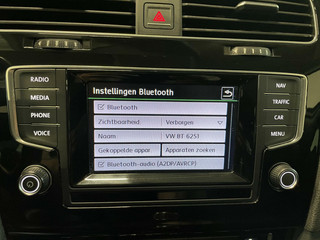 Instellingen Bluetooth
RADIO
MEDIA
PHONE
VOICE
Bluetooth
Zichtbaarheid: Verborgen
Naam: VW BT 6251
Gekoppelde appar. Apparaten zoeken
Bluetooth-audio (A2DP/AVRCP)
NAV
TRAFFIC
CAR
MENU